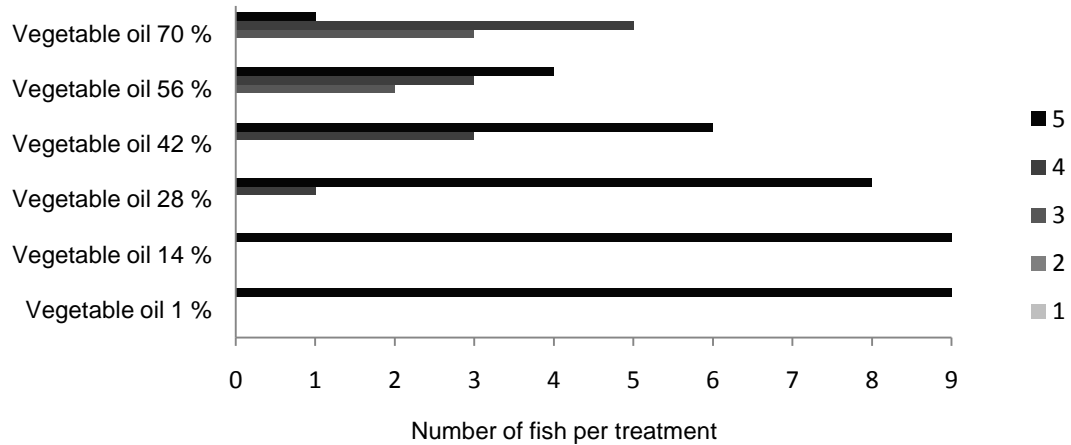 Vegetable oil 70 %
Vegetable oil 56 %
Vegetable oil 42 %
Vegetable oil 28 %
Vegetable oil 14 %
Vegetable oil 1 %
0 1 2 3 4 5 6 7 8 9
Number of fish per treatment
5
4
3
2
1